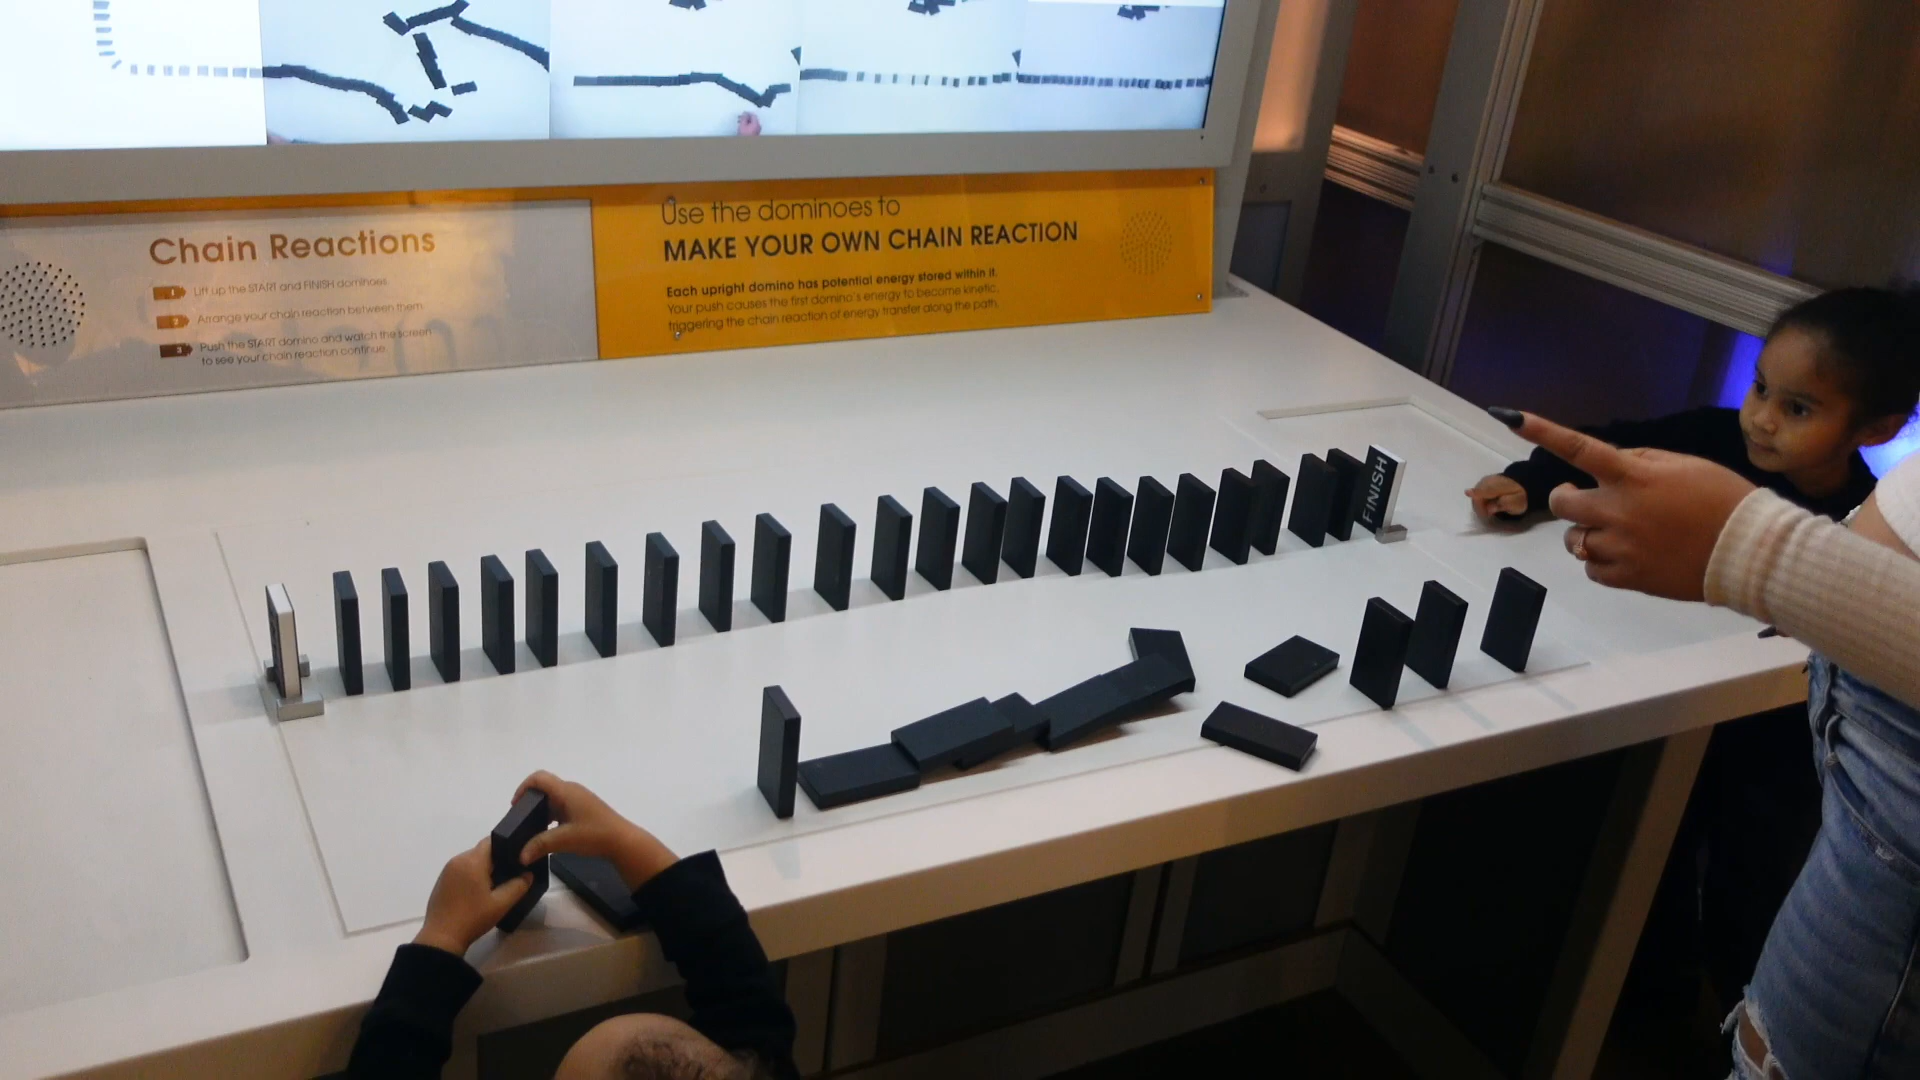 Chain Reactions
1 Lift up the START and FINISH dominoes.
2 Arrange your chain reaction between them.
3 Push the START domino and watch the screen
to see your chain reaction continue.
Use the dominoes to
MAKE YOUR OWN CHAIN REACTION
Each upright domino has potential energy stored within it.
Your push causes the first domino's energy to become kinetic,
triggering the chain reaction of energy transfer along the path.
FINISH